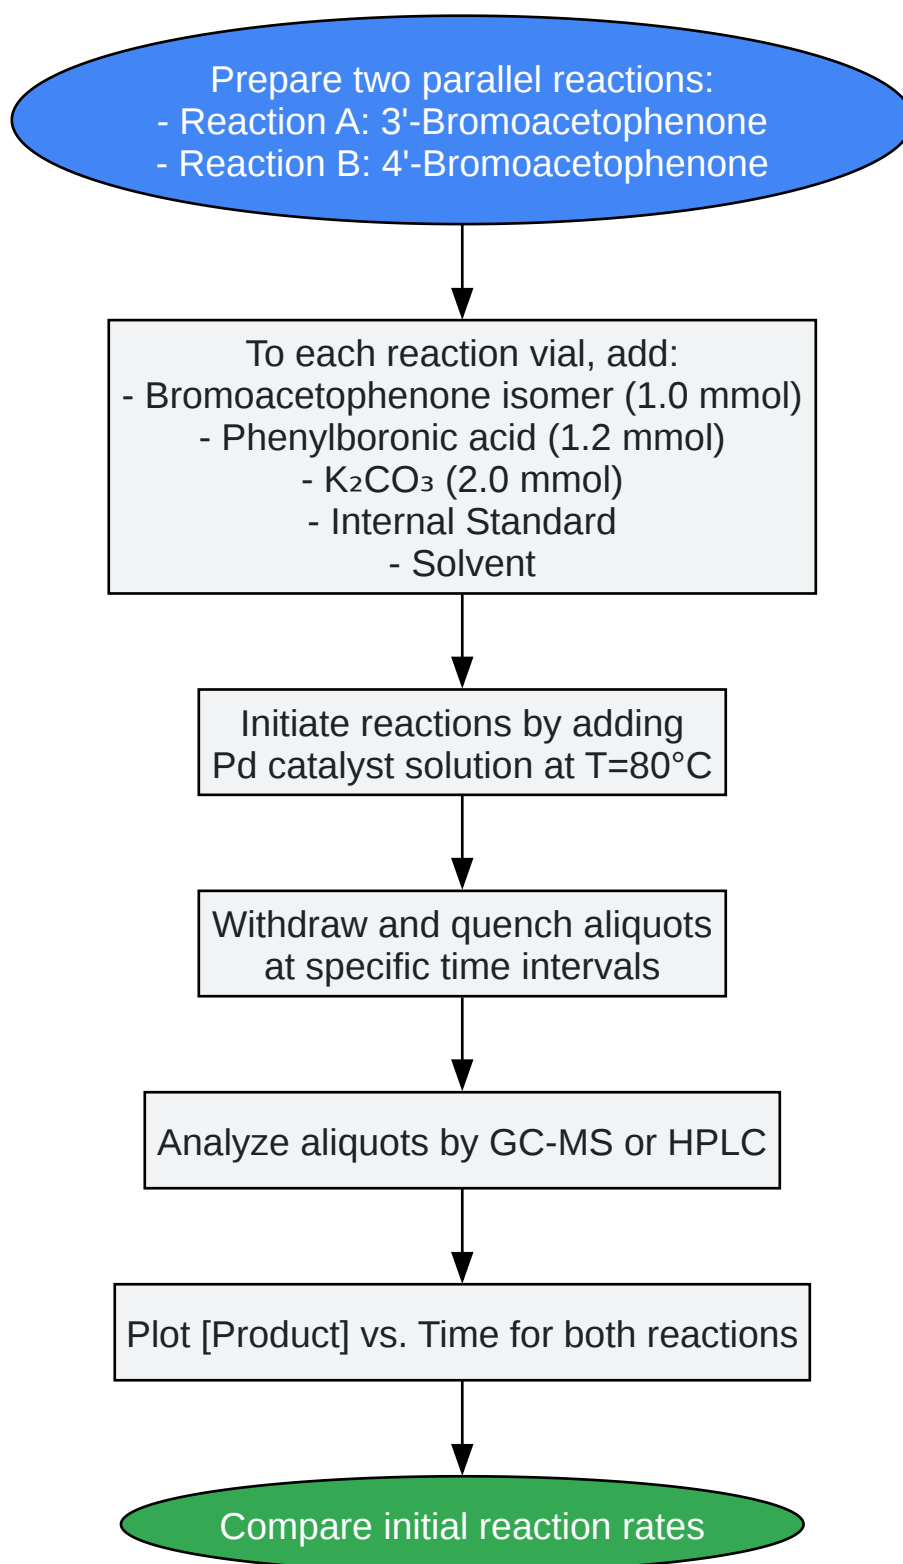 Prepare two parallel reactions:
- Reaction A: 3'-Bromoacetophenone
- Reaction B: 4'-Bromoacetophenone
To each reaction vial, add:
- Bromoacetophenone isomer (1.0 mmol)
- Phenylboronic acid (1.2 mmol)
- K₂CO₃ (2.0 mmol)
- Internal Standard
- Solvent
Initiate reactions by adding
Pd catalyst solution at T=80°C
Withdraw and quench aliquots
at specific time intervals
Analyze aliquots by GC-MS or HPLC
Plot [Product] vs. Time for both reactions
Compare initial reaction rates